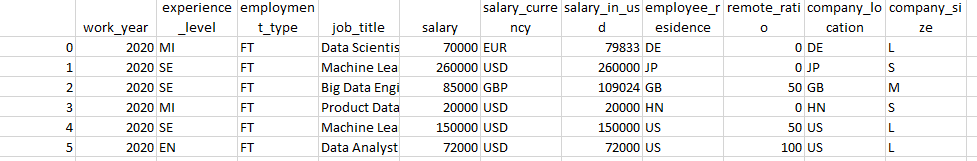 work_year experience_level employment_type job_title salary salary_currency salary_in_usd employee_residence remote_ratio company_location company_size
0 2020 MI FT Data Scientis 70000 EUR 79833 DE 0 DE L
1 2020 SE FT Machine Lea 260000 USD 260000 JP 0 JP S
2 2020 SE FT Big Data Engi 85000 GBP 109024 GB 50 GB M
3 2020 MI FT Product Data 20000 USD 20000 HN 0 HN S
4 2020 SE FT Machine Lea 150000 USD 150000 US 50 US L
5 2020 EN FT Data Analyst 72000 USD 72000 US 100 US L